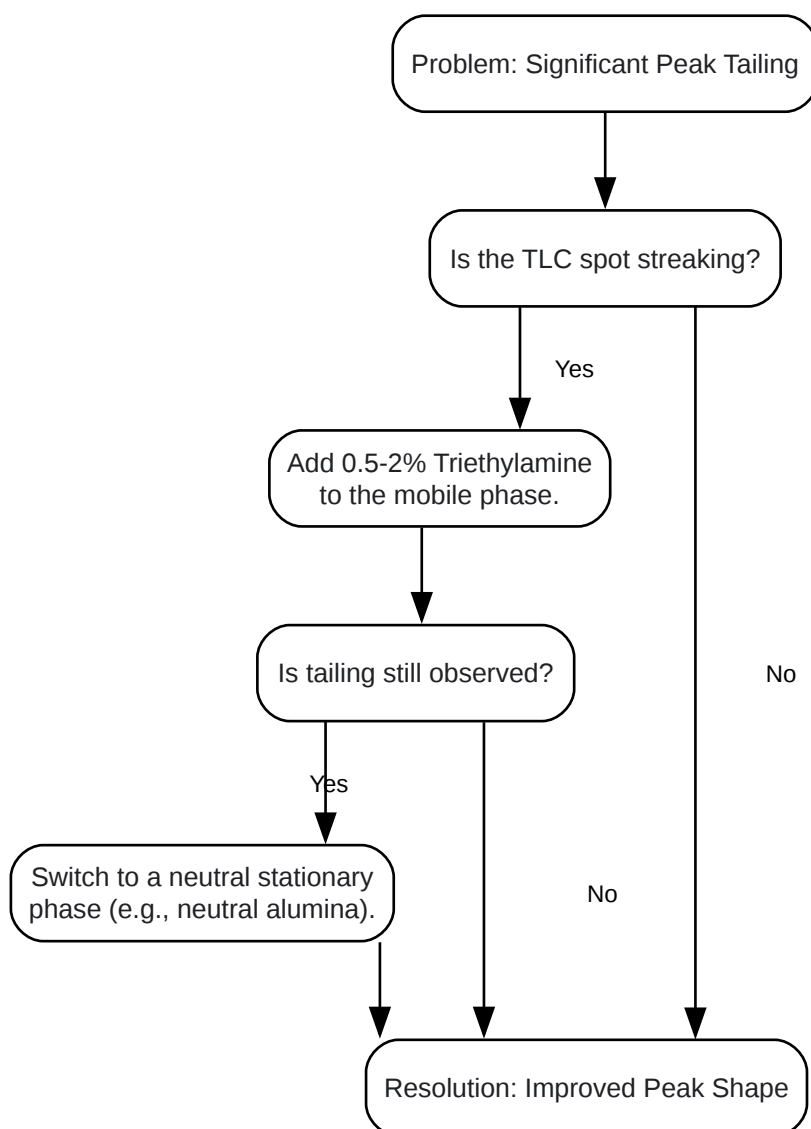 Problem: Significant Peak Tailing
Is the TLC spot streaking?
Yes
Add 0.5-2% Triethylamine
to the mobile phase.
Is tailing still observed?
No
Yes
Switch to a neutral stationary
phase (e.g., neutral alumina).
No
Resolution: Improved Peak Shape